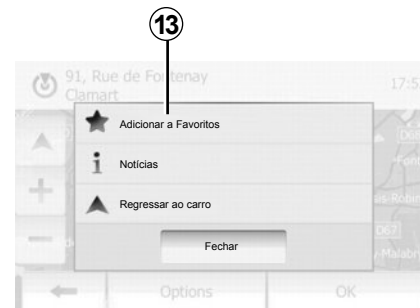 13
91, Rue de Fontenay
Clamart
17:5
Adicionar a Favoritos
Notícias
Regressar ao carro
Fechar
Options
OK